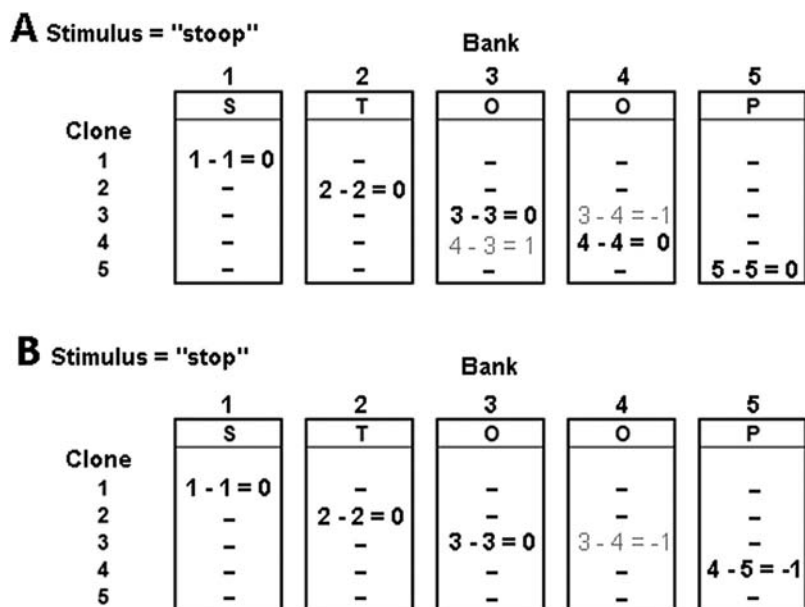 A Stimulus = "stoop"
Bank
1 2 3 4 5
S T O O P
Clone
1 1 - 1 = 0 – – – –
2 – 2 - 2 = 0 – – –
3 – – 3 - 3 = 0 3 - 4 = -1 –
4 – – 4 - 3 = 1 4 - 4 = 0 –
5 – – – – 5 - 5 = 0
B Stimulus = "stop"
Bank
1 2 3 4 5
S T O O P
Clone
1 1 - 1 = 0 – – – –
2 – 2 - 2 = 0 – – –
3 – – 3 - 3 = 0 3 - 4 = -1 –
4 – – – – 4 - 5 = -1
5 – – – – –